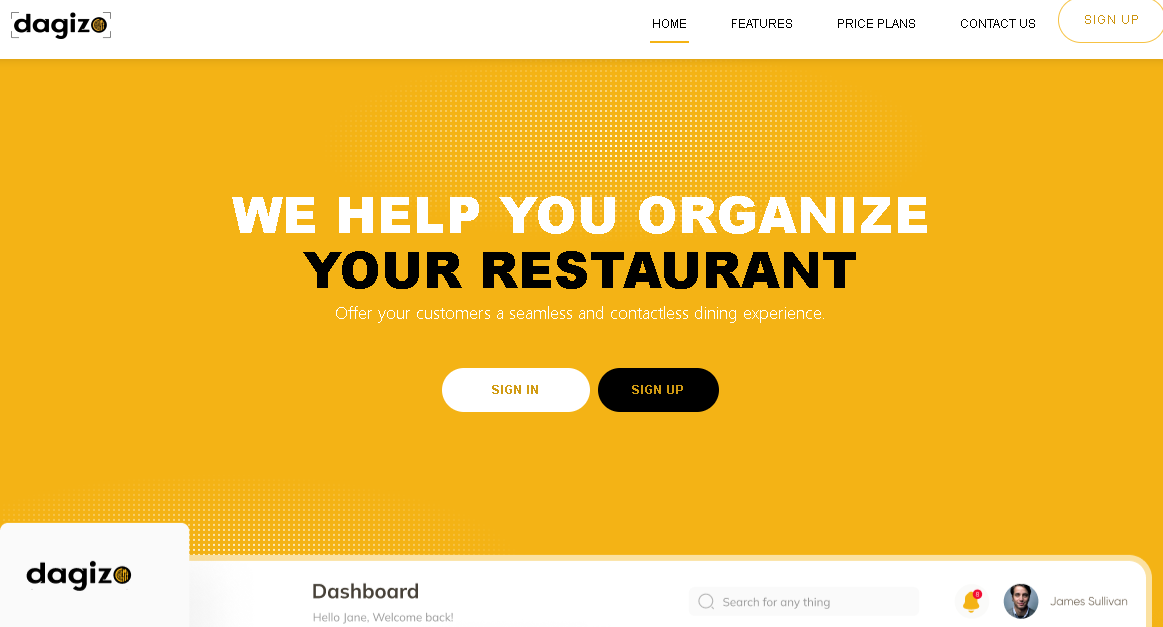 dagizo
HOME FEATURES PRICE PLANS CONTACT US SIGN UP
WE HELP YOU ORGANIZE
YOUR RESTAURANT
Offer your customers a seamless and contactless dining experience.
SIGN IN SIGN UP
dagizo
Dashboard
Search for any thing
8
James Sullivan
Hello Jane, Welcome back!